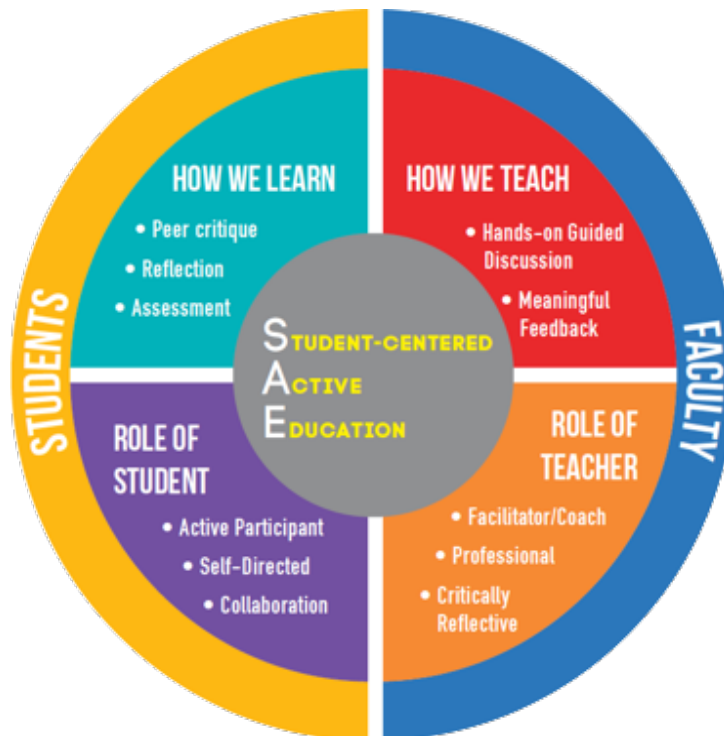 STUDENTS
HOW WE LEARN
• Peer critique
• Reflection
• Assessment
HOW WE TEACH
• Hands-on Guided
Discussion
• Meaningful
Feedback
FACULTY
STUDENT-CENTERED
ACTIVE
EDUCATION
ROLE OF
STUDENT
• Active Participant
• Self-Directed
• Collaboration
ROLE OF
TEACHER
• Facilitator/Coach
• Professional
• Critically
Reflective